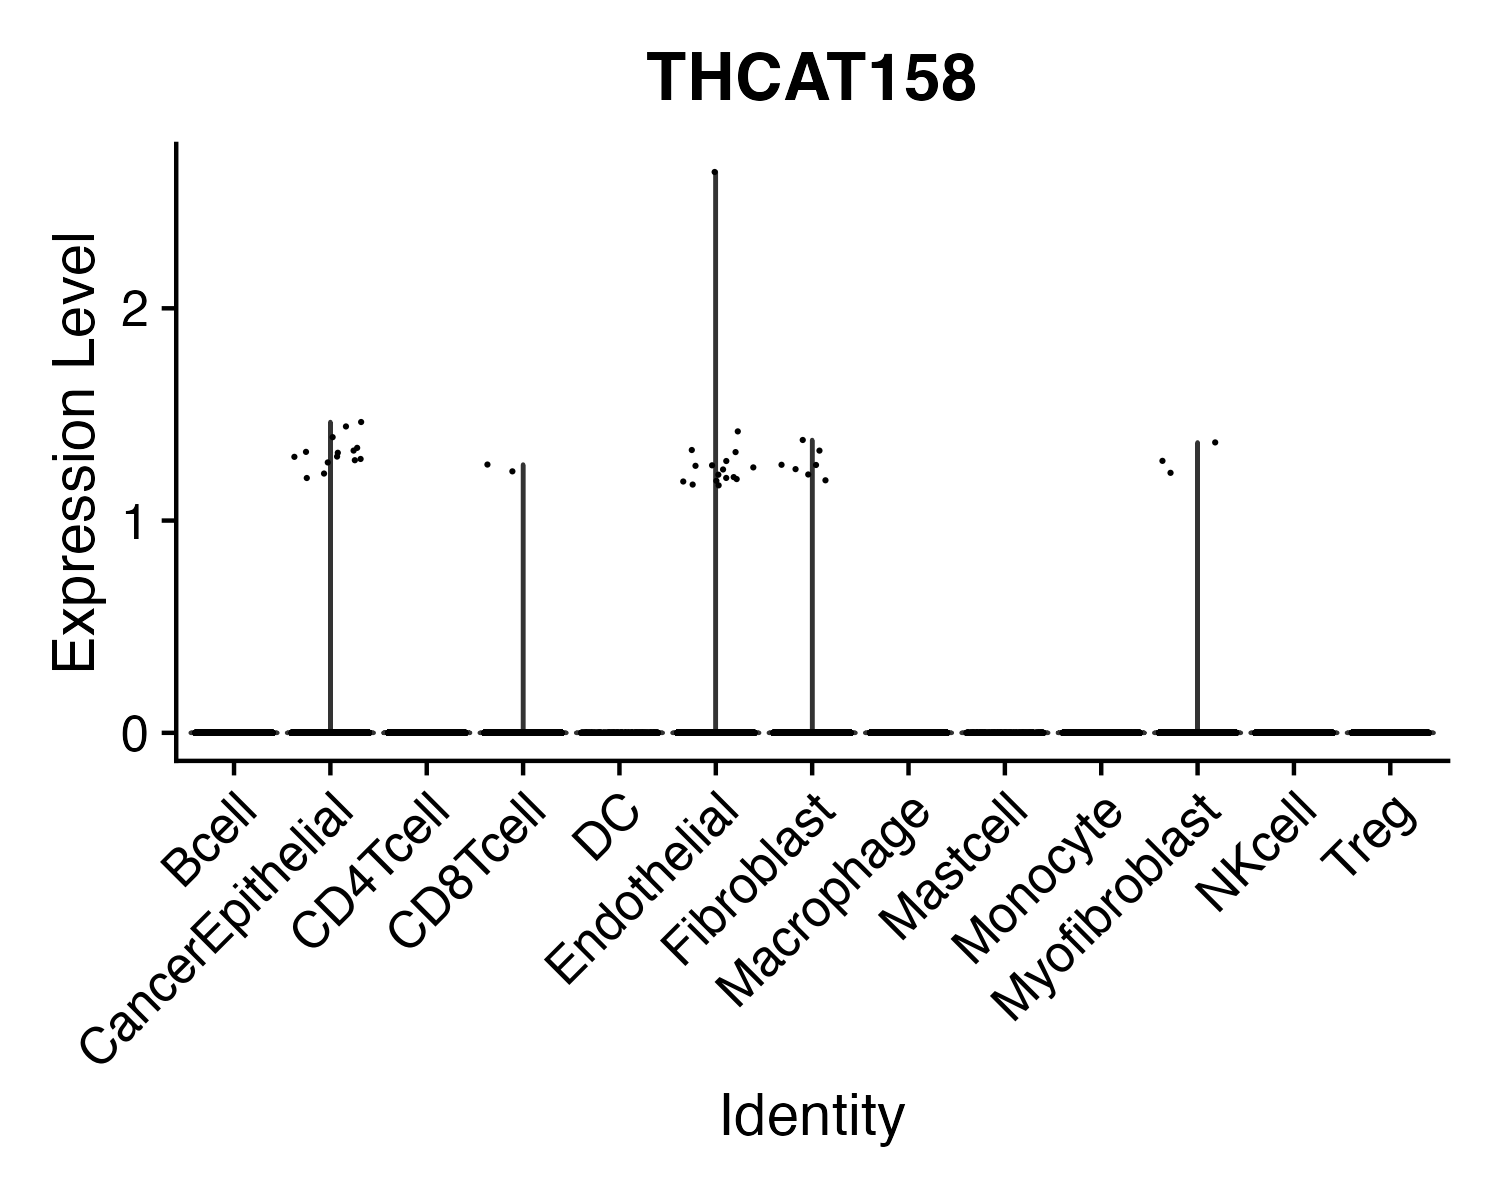 THCAT158
Expression Level
2
1
0
Bcell
CancerEpithelial
CD4Tcell
CD8Tcell
DC
Endothelial
Fibroblast
Macrophage
Mastcell
Monocyte
Myofibroblast
NKcell
Treg
Identity